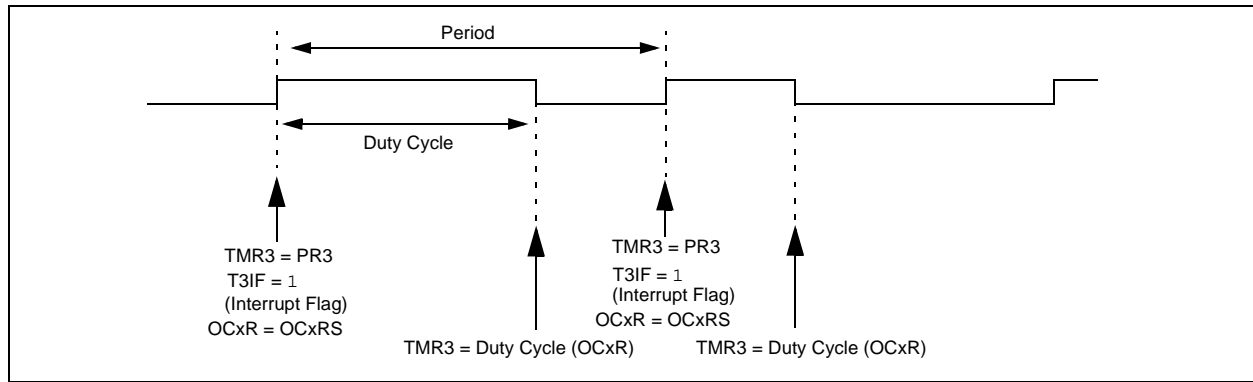 Period
Duty Cycle
TMR3 = PR3
T3IF = 1
(Interrupt Flag)
OCxR = OCxRS
TMR3 = Duty Cycle (OCxR)
TMR3 = PR3
T3IF = 1
(Interrupt Flag)
OCxR = OCxRS
TMR3 = Duty Cycle (OCxR)